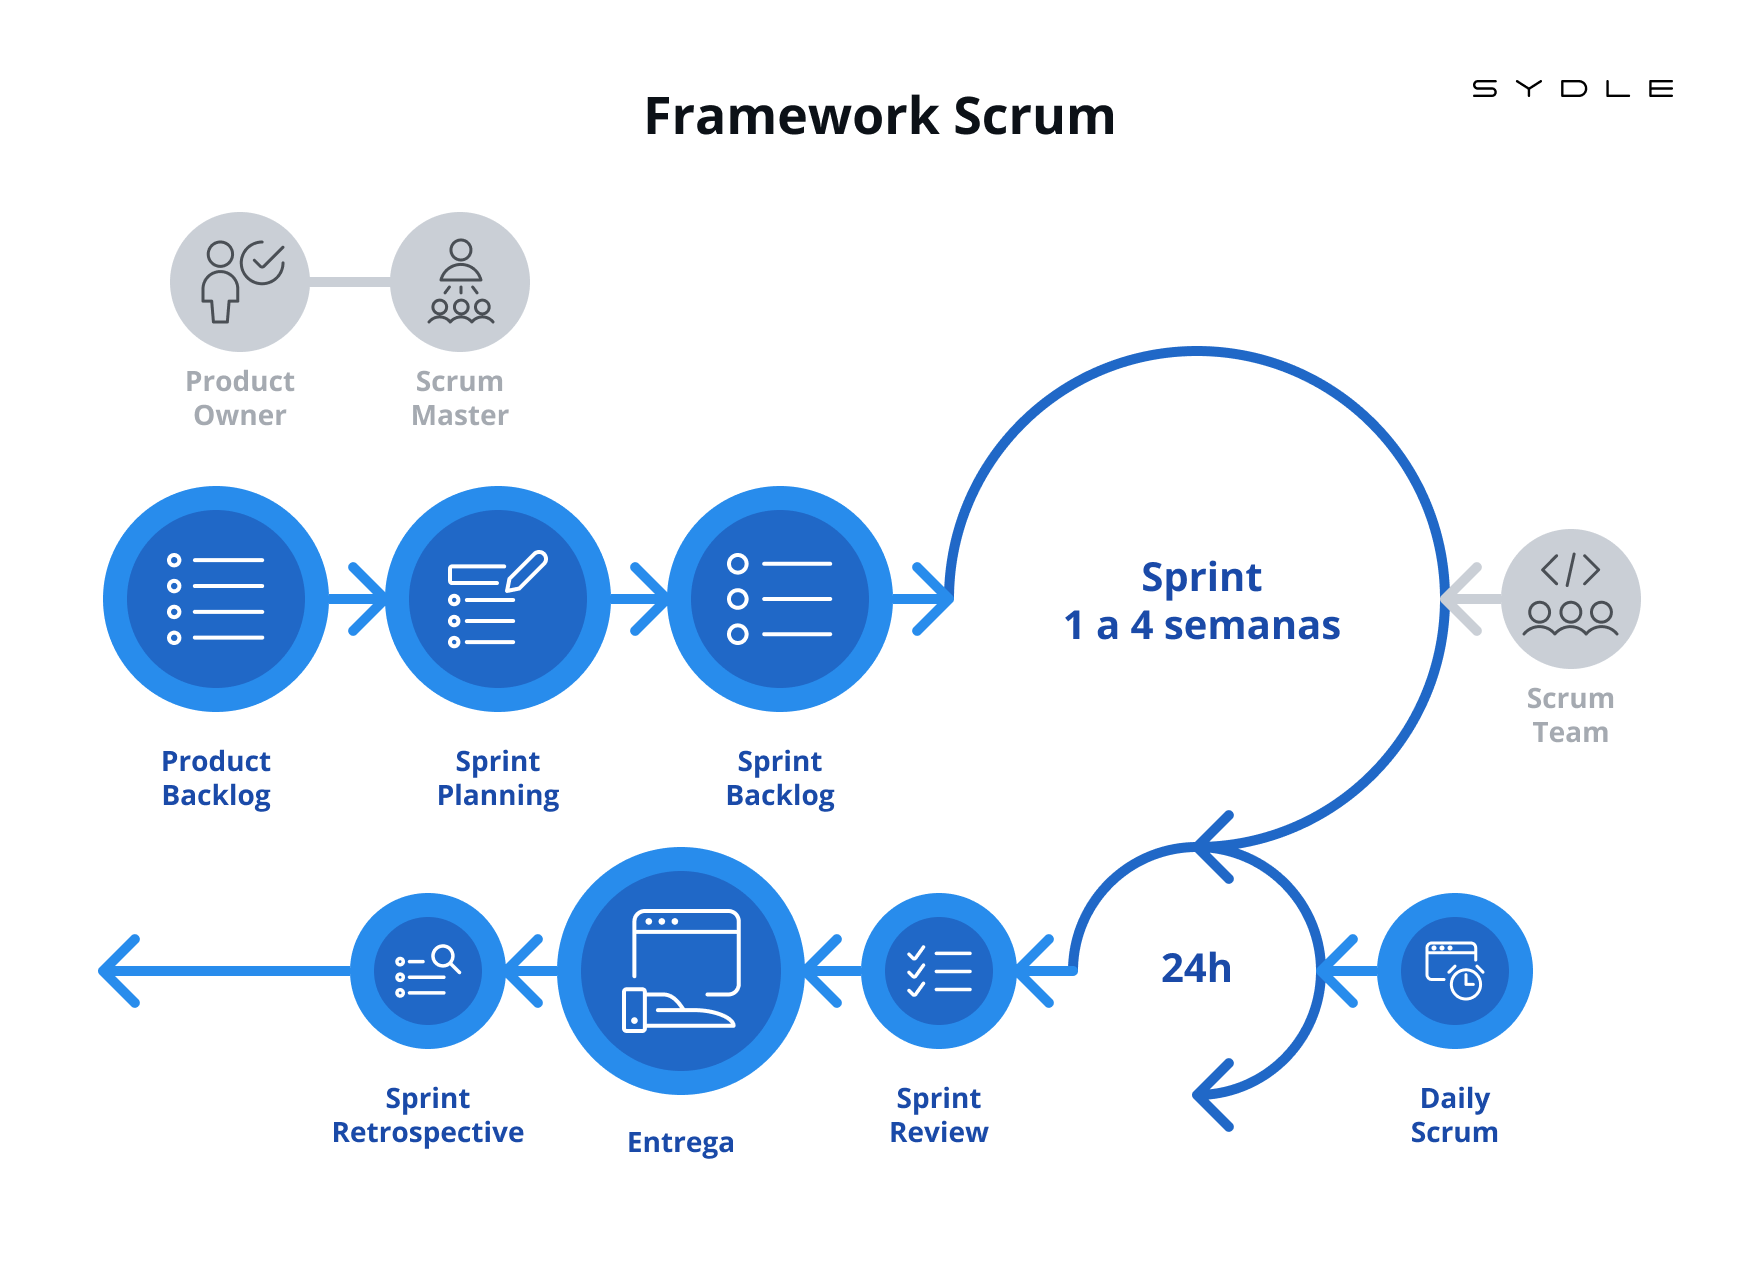 Framework Scrum
SYDLE
Product
Owner
Scrum
Master
Sprint
1 a 4 semanas
Scrum
Team
Product
Backlog
Sprint
Planning
Sprint
Backlog
24h
Sprint
Retrospective
Entrega
Sprint
Review
Daily
Scrum